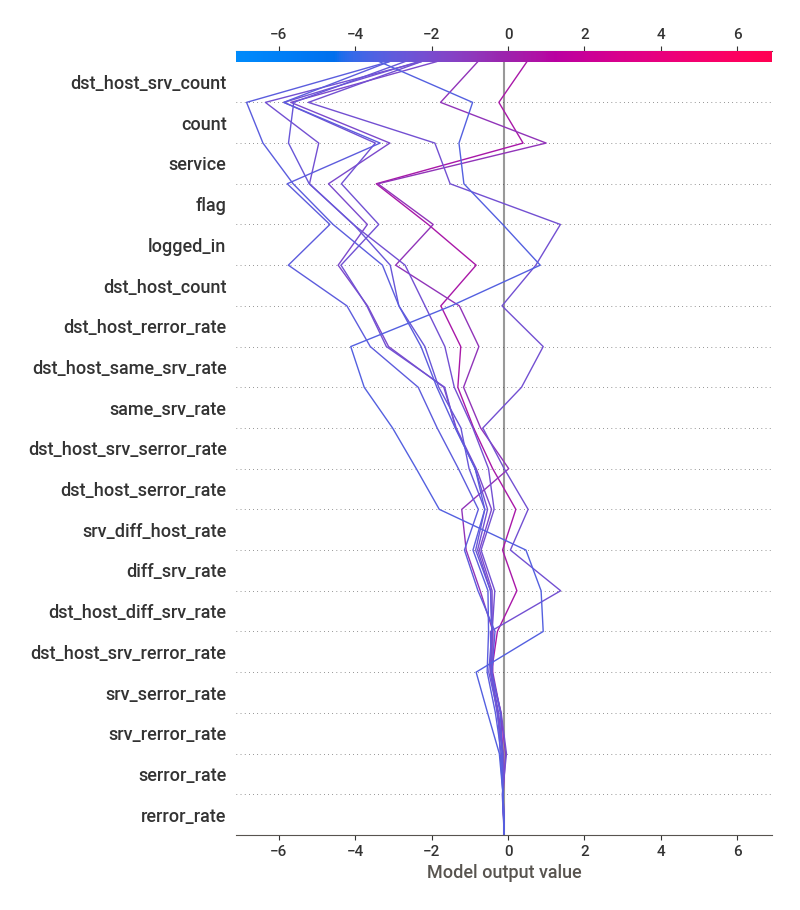 −6 −4 −2 0 2 4 6
dst_host_srv_count
count
service
flag
logged_in
dst_host_count
dst_host_rerror_rate
dst_host_same_srv_rate
same_srv_rate
dst_host_srv_serror_rate
dst_host_serror_rate
srv_diff_host_rate
diff_srv_rate
dst_host_diff_srv_rate
dst_host_srv_rerror_rate
srv_serror_rate
srv_rerror_rate
serror_rate
rerror_rate
−6 −4 −2 0 2 4 6
Model output value